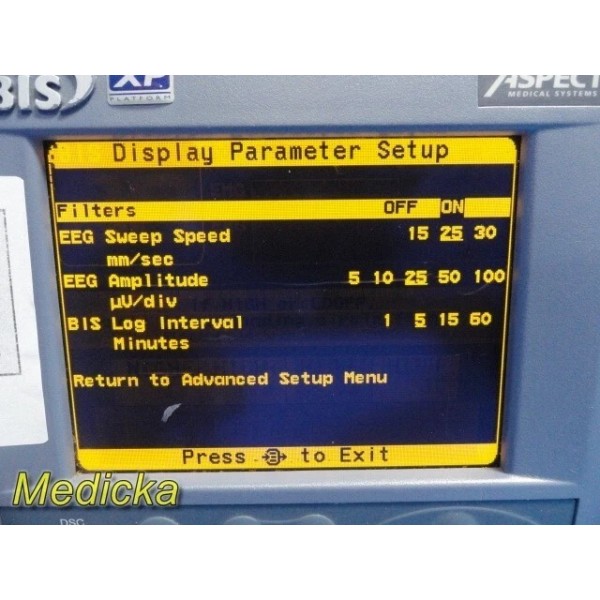 BIS
XP
PLATFORM
ASPECT
MEDICAL SYSTEMS
Display Parameter Setup
Filters OFF ON
EEG Sweep Speed 15 25 30
mm/sec
EEG Amplitude 5 10 25 50 100
µV/div
BIS Log Interval 1 5 15 60
Minutes
Return to Advanced Setup Menu
Press to Exit
Medicka
DSC